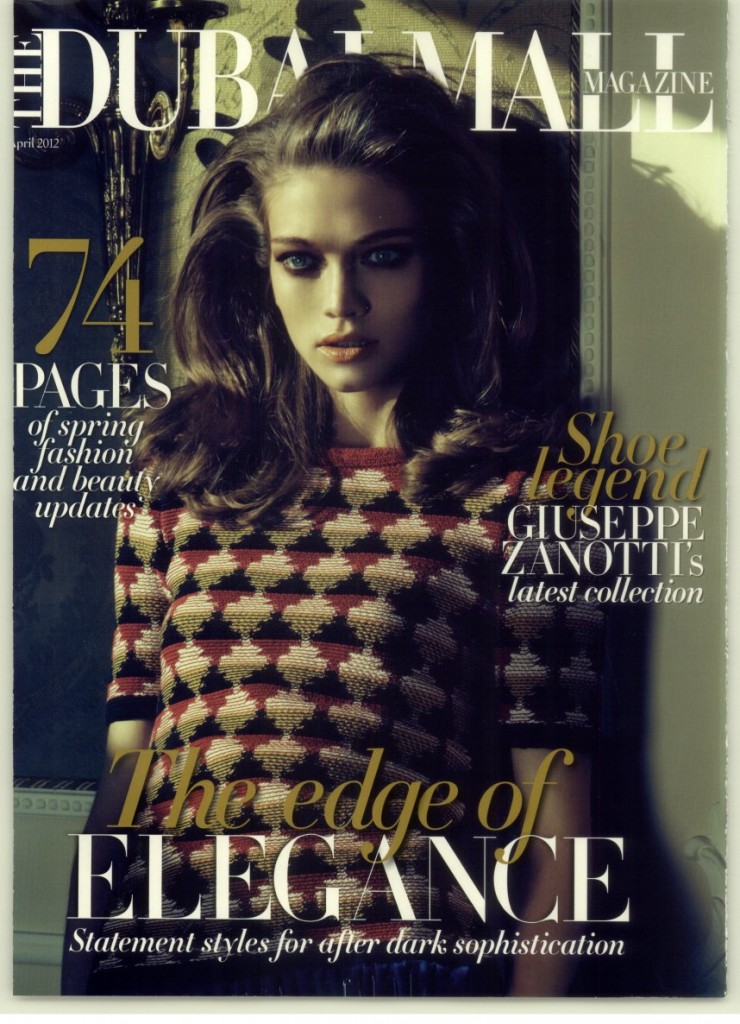 THE DUBAI MALL
MAGAZINE
April 2012
74
PAGES
of spring
fashion
and beauty
updates
Shoe
legend
GIUSEPPE
ZANOTTI's
latest collection
The edge of
ELEGANCE
Statement styles for after dark sophistication